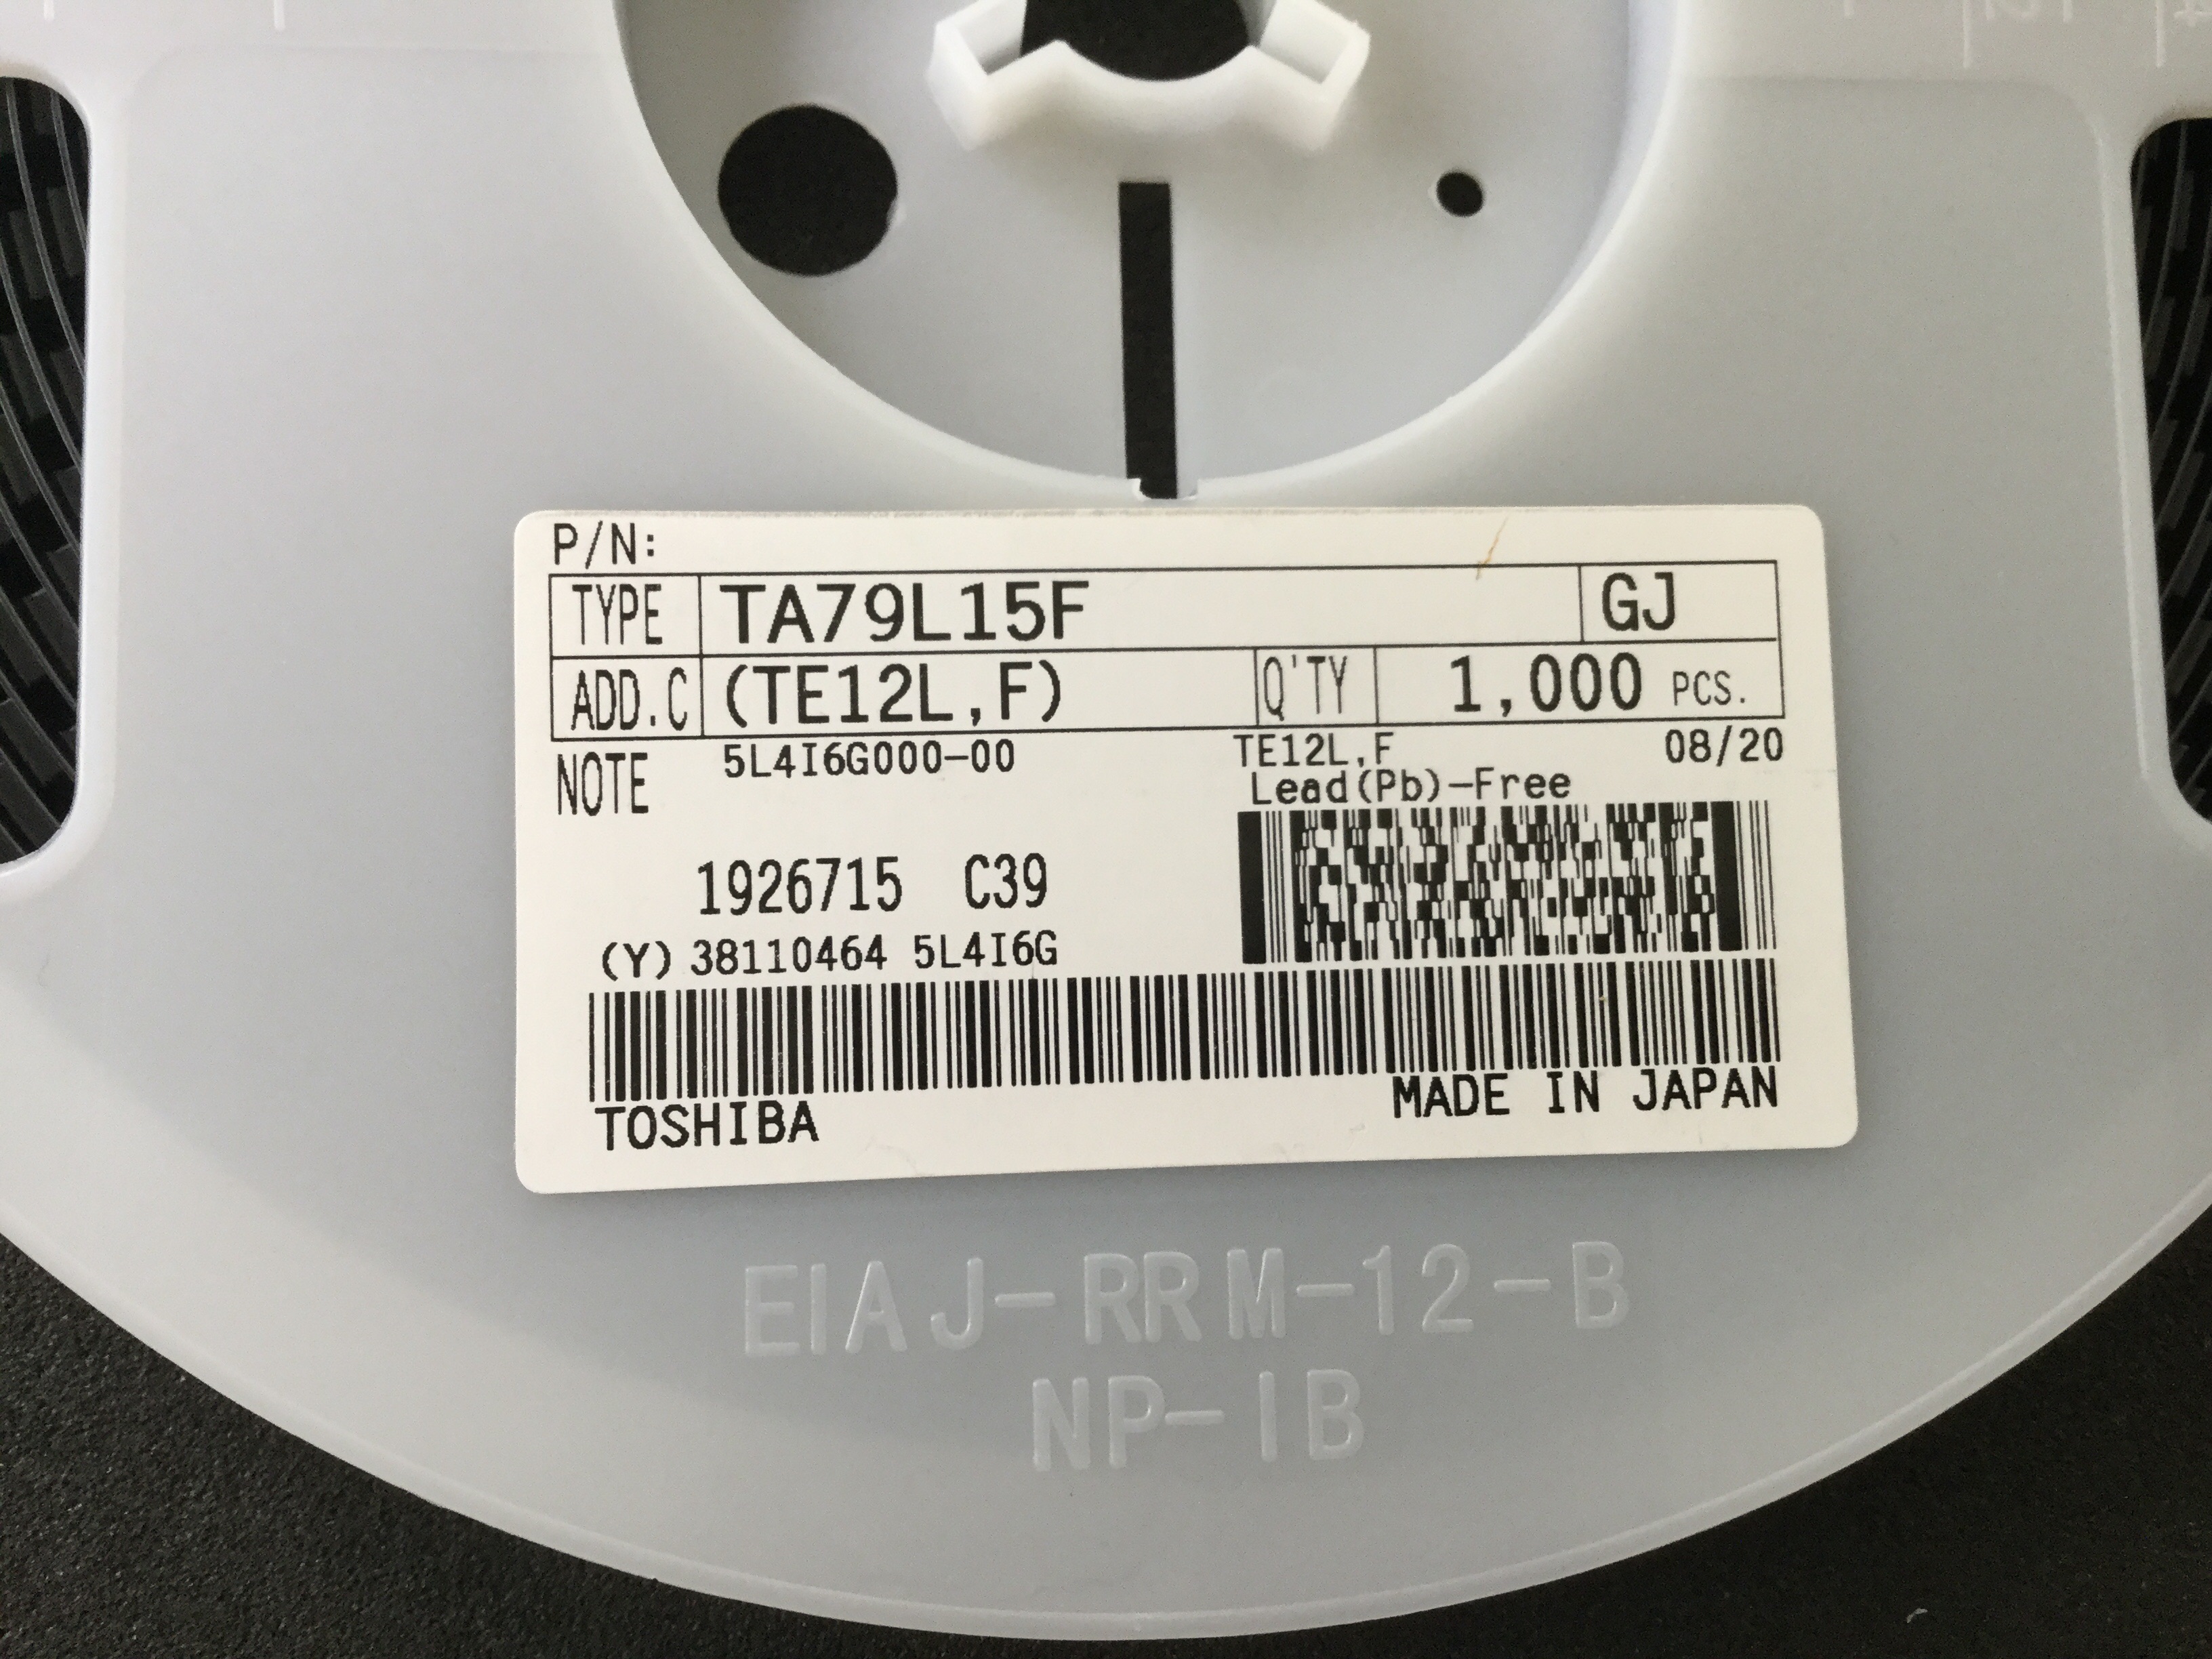 P/N:
TYPE TA79L15F GJ
ADD.C (TE12L,F) Q'TY 1,000 PCS.
NOTE 5L4I6G000-00 TE12L,F 08/20
Lead(Pb)-Free
1926715 C39
(Y) 38110464 5L4I6G
TOSHIBA MADE IN JAPAN
EIAJ-RRM-12-B
NP-IB